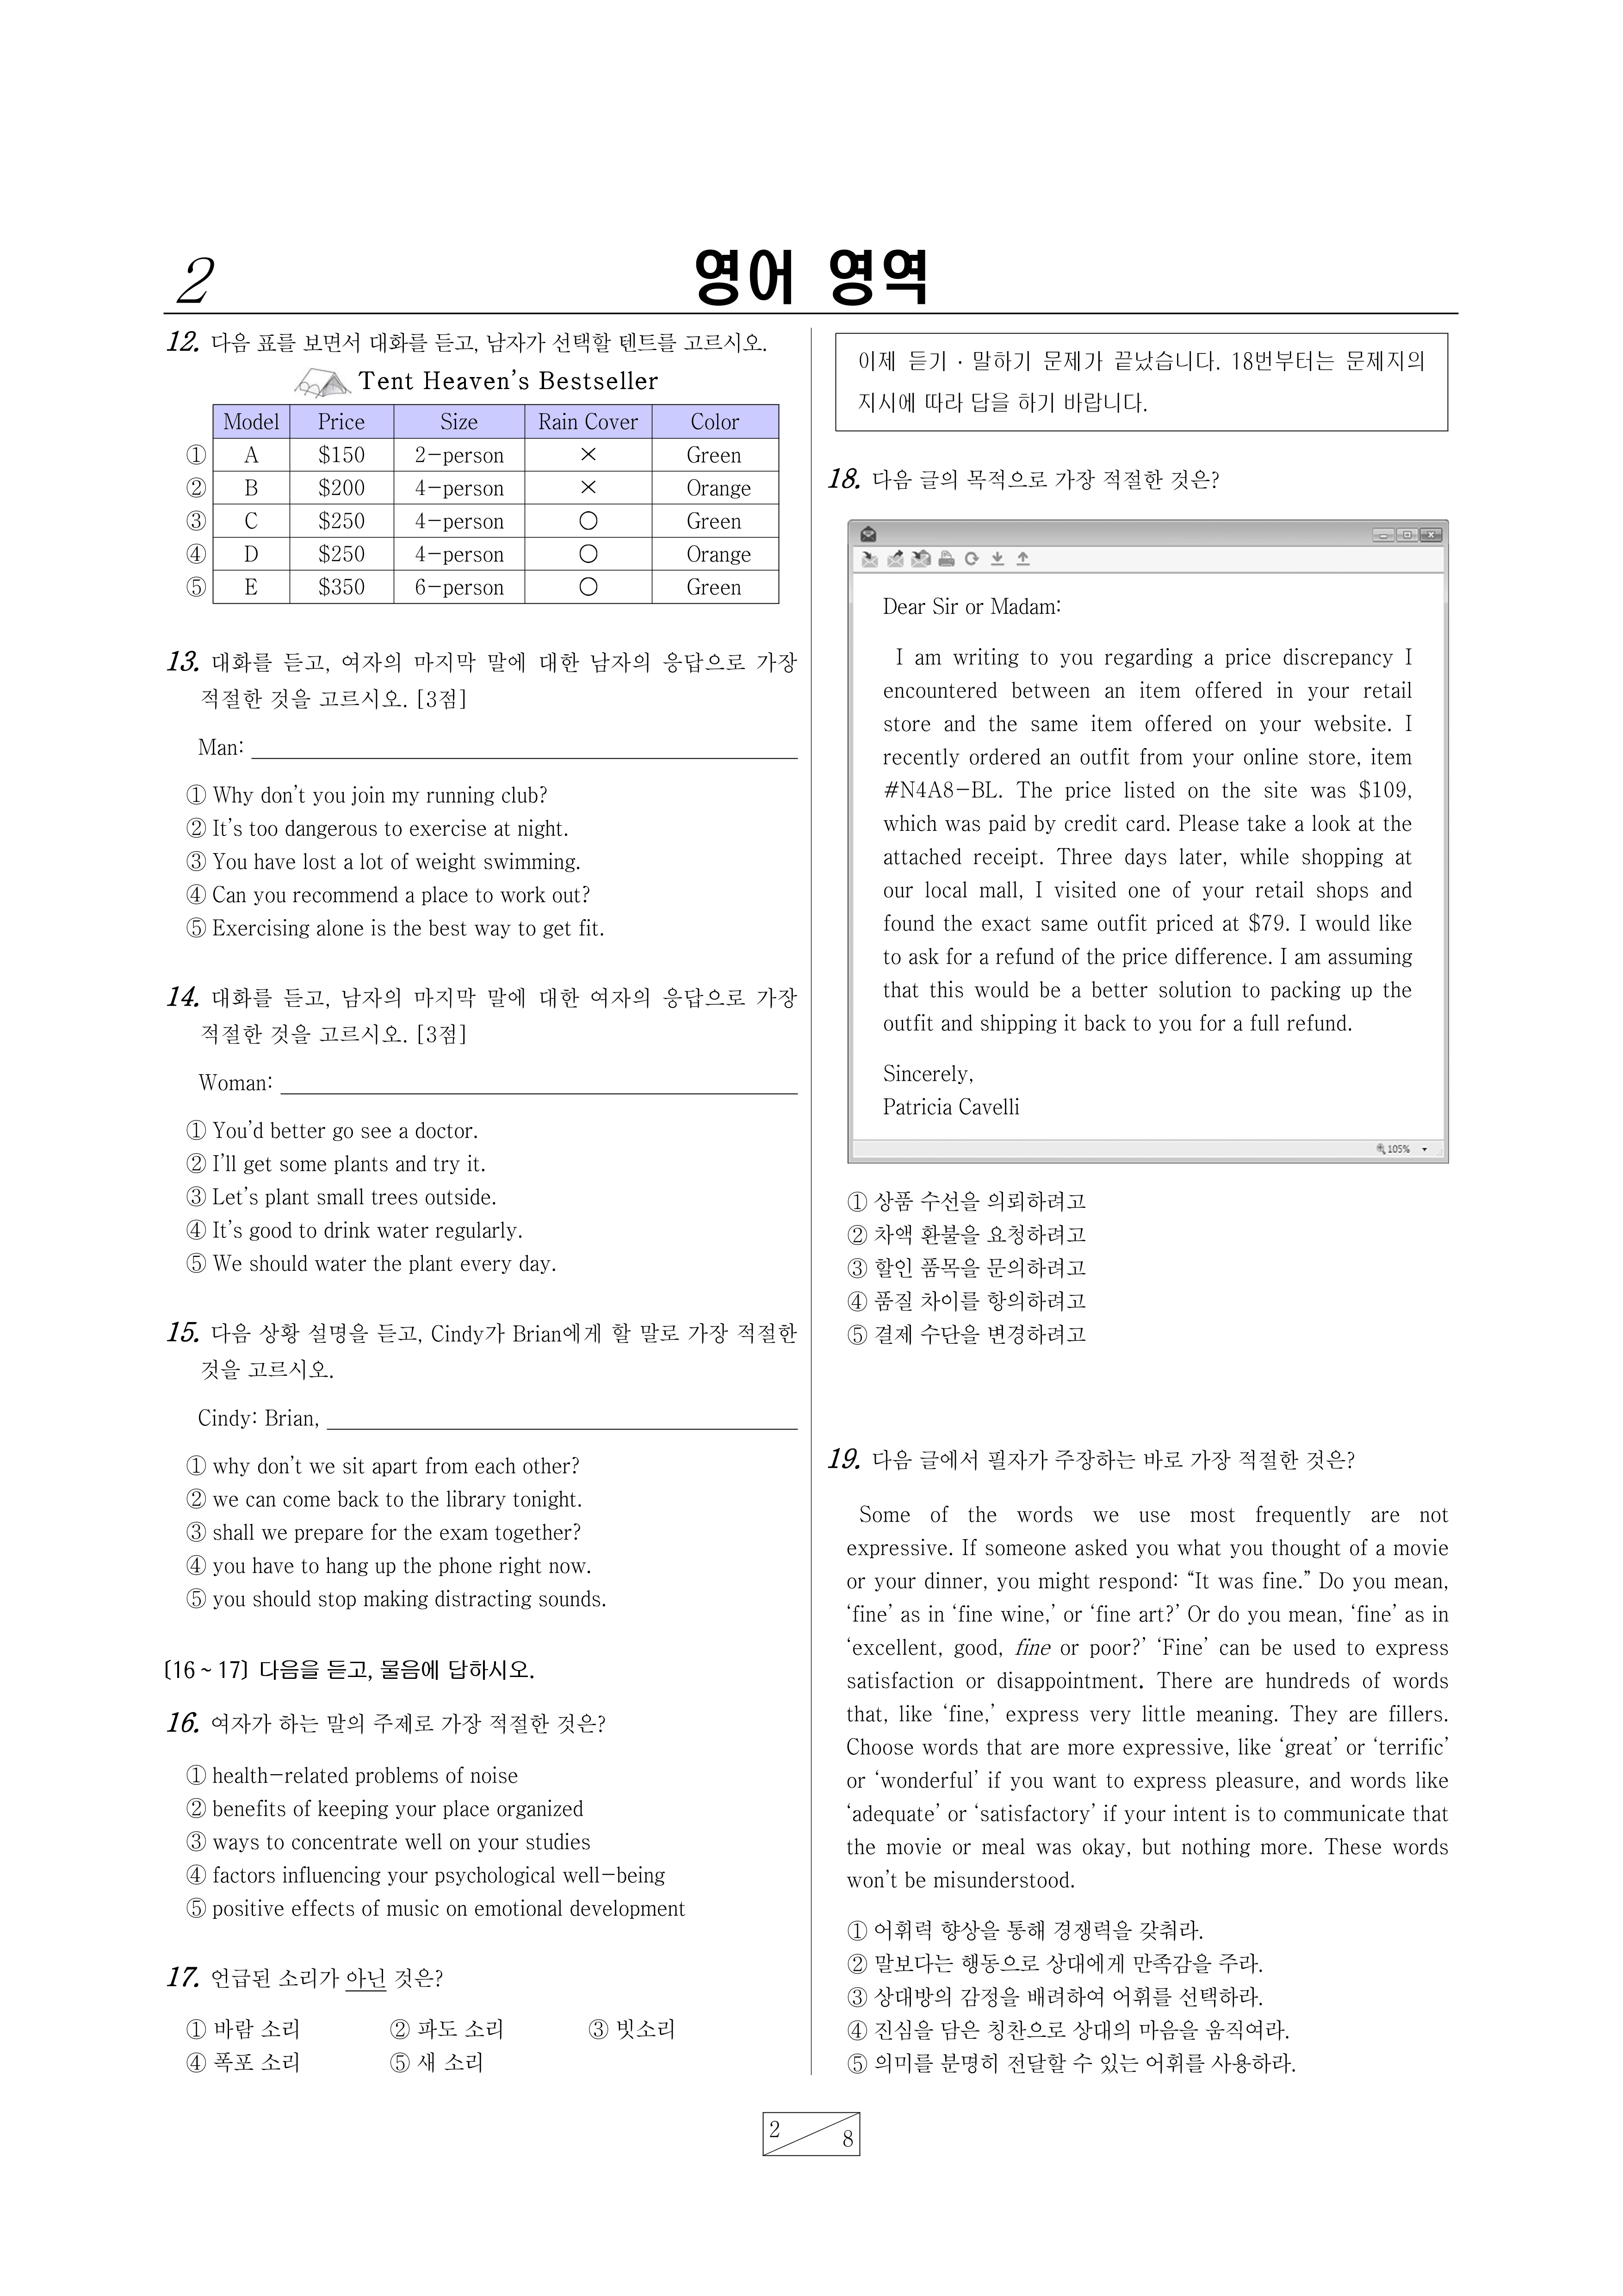 2
영어 영역
12. 다음 표를 보면서 대화를 듣고, 남자가 선택할 텐트를 고르시오.
Tent Heaven's Bestseller
Model Price Size Rain Cover Color
① A $150 2-person × Green
② B $200 4-person × Orange
③ C $250 4-person ○ Green
④ D $250 4-person ○ Orange
⑤ E $350 6-person ○ Green
13. 대화를 듣고, 여자의 마지막 말에 대한 남자의 응답으로 가장
적절한 것을 고르시오. [3점]
Man:
① Why don't you join my running club?
② It's too dangerous to exercise at night.
③ You have lost a lot of weight swimming.
④ Can you recommend a place to work out?
⑤ Exercising alone is the best way to get fit.
14. 대화를 듣고, 남자의 마지막 말에 대한 여자의 응답으로 가장
적절한 것을 고르시오. [3점]
Woman:
① You'd better go see a doctor.
② I'll get some plants and try it.
③ Let's plant small trees outside.
④ It's good to drink water regularly.
⑤ We should water the plant every day.
15. 다음 상황 설명을 듣고, Cindy가 Brian에게 할 말로 가장 적절한
것을 고르시오.
Cindy: Brian,
① why don't we sit apart from each other?
② we can come back to the library tonight.
③ shall we prepare for the exam together?
④ you have to hang up the phone right now.
⑤ you should stop making distracting sounds.
[16~17] 다음을 듣고, 물음에 답하시오.
16. 여자가 하는 말의 주제로 가장 적절한 것은?
① health-related problems of noise
② benefits of keeping your place organized
③ ways to concentrate well on your studies
④ factors influencing your psychological well-being
⑤ positive effects of music on emotional development
17. 언급된 소리가 아닌 것은?
① 바람 소리 ② 파도 소리 ③ 빗소리
④ 폭포 소리 ⑤ 새 소리
이제 듣기·말하기 문제가 끝났습니다. 18번부터는 문제지의
지시에 따라 답을 하기 바랍니다.
18. 다음 글의 목적으로 가장 적절한 것은?
Dear Sir or Madam:
I am writing to you regarding a price discrepancy I
encountered between an item offered in your retail
store and the same item offered on your website. I
recently ordered an outfit from your online store, item
#N4A8-BL. The price listed on the site was $109,
which was paid by credit card. Please take a look at the
attached receipt. Three days later, while shopping at
our local mall, I visited one of your retail shops and
found the exact same outfit priced at $79. I would like
to ask for a refund of the price difference. I am assuming
that this would be a better solution to packing up the
outfit and shipping it back to you for a full refund.
Sincerely,
Patricia Cavelli
105%
① 상품 수선을 의뢰하려고
② 차액 환불을 요청하려고
③ 할인 품목을 문의하려고
④ 품질 차이를 항의하려고
⑤ 결제 수단을 변경하려고
19. 다음 글에서 필자가 주장하는 바로 가장 적절한 것은?
Some of the words we use most frequently are not
expressive. If someone asked you what you thought of a movie
or your dinner, you might respond: “It was fine.” Do you mean,
‘fine’ as in ‘fine wine,’ or ‘fine art?’ Or do you mean, ‘fine’ as in
‘excellent, good, fine or poor?’ ‘Fine’ can be used to express
satisfaction or disappointment. There are hundreds of words
that, like ‘fine,’ express very little meaning. They are fillers.
Choose words that are more expressive, like ‘great’ or ‘terrific’
or ‘wonderful’ if you want to express pleasure, and words like
‘adequate’ or ‘satisfactory’ if your intent is to communicate that
the movie or meal was okay, but nothing more. These words
won't be misunderstood.
① 어휘력 향상을 통해 경쟁력을 갖춰라.
② 말보다는 행동으로 상대에게 만족감을 주라.
③ 상대방의 감정을 배려하여 어휘를 선택하라.
④ 진심을 담은 칭찬으로 상대의 마음을 움직여라.
⑤ 의미를 분명히 전달할 수 있는 어휘를 사용하라.
2
8